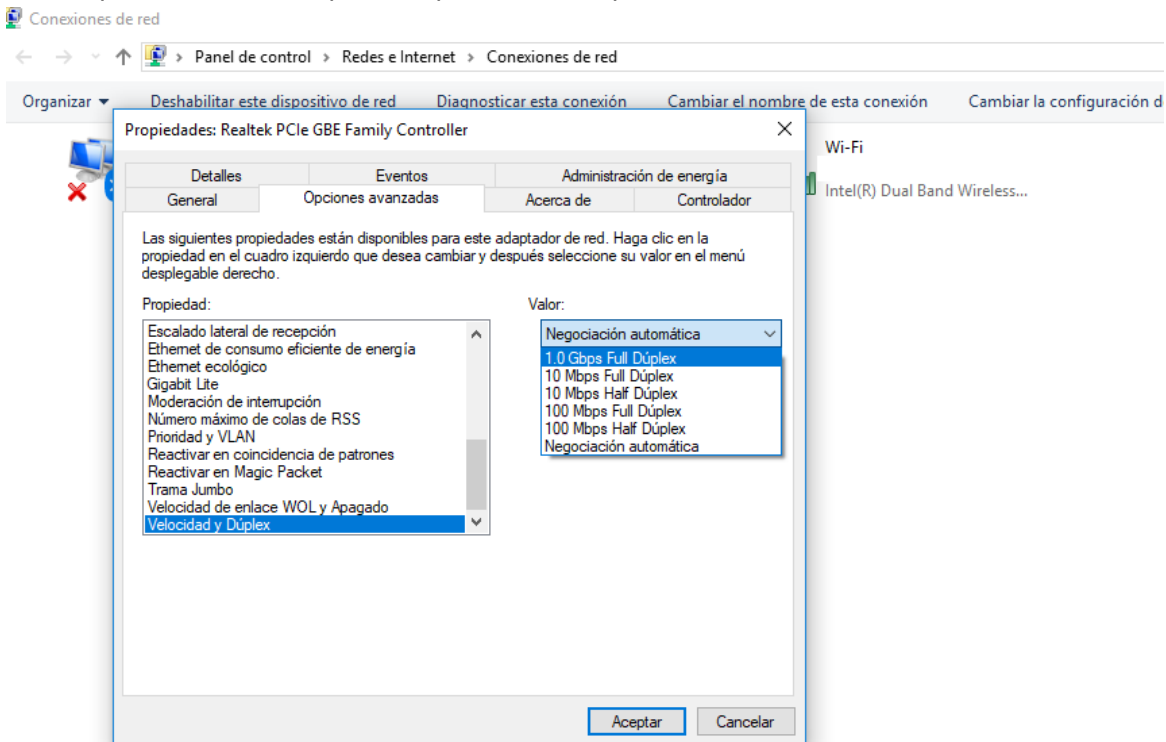 Conexiones de red
Panel de control > Redes e Internet > Conexiones de red
Organizar Deshabilitar este dispositivo de red Diagnosticar esta conexión Cambiar el nombre de esta conexión Cambiar la configuración d
Propiedades: Realtek PCIe GBE Family Controller
Wi-Fi
Intel(R) Dual Band Wireless...
Detalles Eventos Administración de energía
General Opciones avanzadas Acerca de Controlador
Las siguientes propiedades están disponibles para este adaptador de red. Haga clic en la
propiedad en el cuadro izquierdo que desea cambiar y después seleccione su valor en el menú
desplegable derecho.
Propiedad:
Escalado lateral de recepción
Ethernet de consumo eficiente de energía
Ethernet ecológico
Gigabit Lite
Moderación de interrupción
Número máximo de colas de RSS
Prioridad y VLAN
Reactivar en coincidencia de patrones
Reactivar en Magic Packet
Trama Jumbo
Velocidad de enlace WOL y Apagado
Velocidad y Dúplex
Valor:
Negociación automática
1.0 Gbps Full Dúplex
10 Mbps Full Dúplex
10 Mbps Half Dúplex
100 Mbps Full Dúplex
100 Mbps Half Dúplex
Negociación automática
Aceptar Cancelar